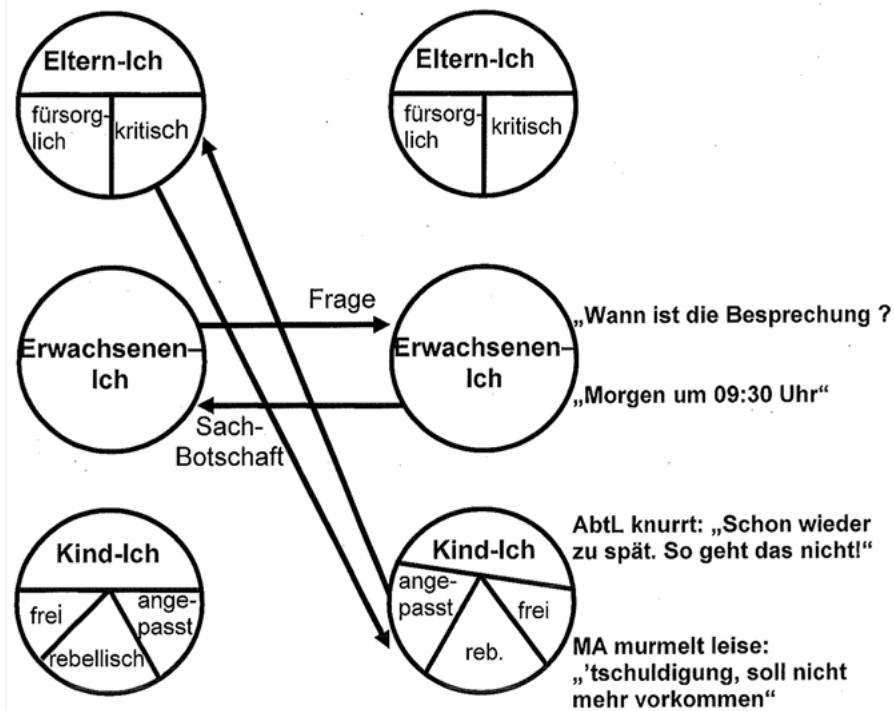 Eltern-Ich
fürsorg-
lich
kritisch
Eltern-Ich
fürsorg-
lich
kritisch
Erwachsenen-
Ich
Frage
Sach-
Botschaft
Erwachsenen–
Ich
„Wann ist die Besprechung ?
„Morgen um 09:30 Uhr“
Kind-Ich
frei
rebellisch
ange-
passt
Kind-Ich
ange-
passt
reb.
frei
AbtL knurrt: „Schon wieder
zu spät. So geht das nicht!“
MA murmelt leise:
„’tschuldigung, soll nicht
mehr vorkommen“